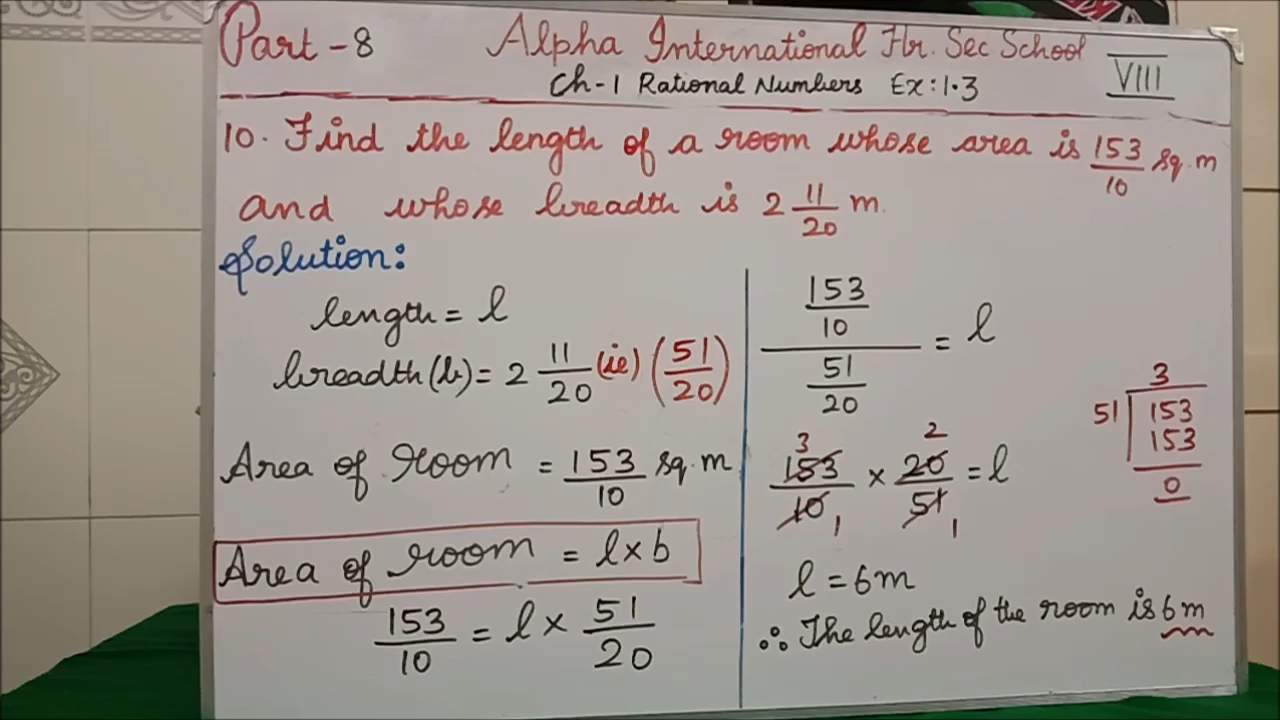 Part - 8 Alpha International Hr. Sec School
Ch-1 Rational Numbers Ex: 1.3 VIII
10. Find the length of a room whose area is 153/10 sq.m
and whose breadth is 2 11/20 m.
Solution:
length = l
breadth (b) = 2 11/20 (ie) (51/20)
Area of room = 153/10 sq.m
Area of room = l × b
153/10 = l × 51/20
153/10
51/20
= l
3 2
153/10 × 20/51 = l
1 1
l = 6m
∴ The length of the room is 6m
3
51 153
153
0